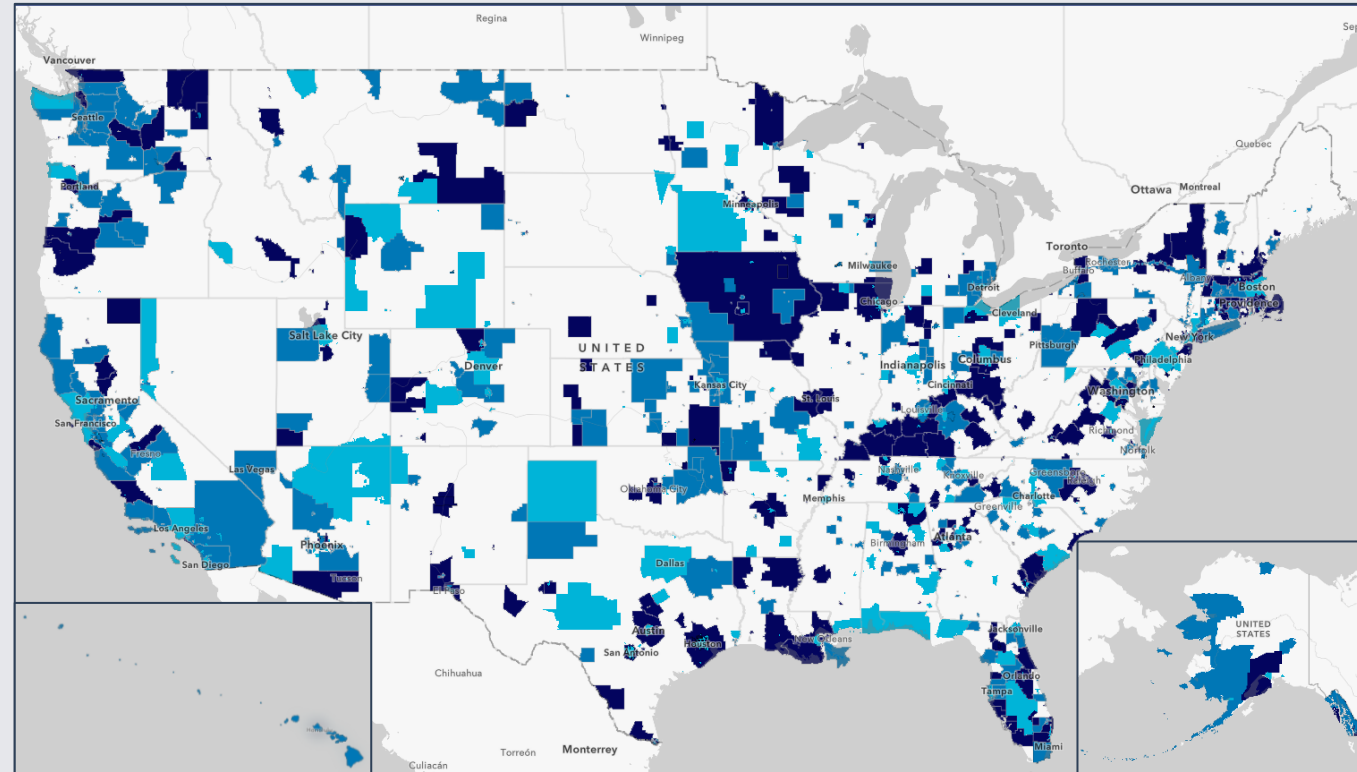 Regina
Winnipeg
Vancouver
Seattle
Quebec
Ottawa
Montreal
Portland
Minneapolis
Toronto
Rochester
Buffalo
Milwaukee
Albany
Detroit
Boston
Chicago
Providence
Cleveland
Salt Lake City
UNITED
STATES
New York
Pittsburgh
Denver
Columbus
Philadelphia
Indianapolis
Kansas City
Cincinnati
Washington
Sacramento
St. Louis
Louisville
San Francisco
Richmond
Fresno
Norfolk
Las Vegas
Nashville
Knoxville
Greensboro
Raleigh
Oklahoma City
Memphis
Charlotte
Greenville
Los Angeles
Phoenix
Birmingham
Atlanta
San Diego
Dallas
Tucson
El Paso
Austin
Jacksonville
UNITED
STATES
New Orleans
Houston
San Antonio
Chihuahua
Orlando
Tampa
Miami
Torreón
Monterrey
Culiacán